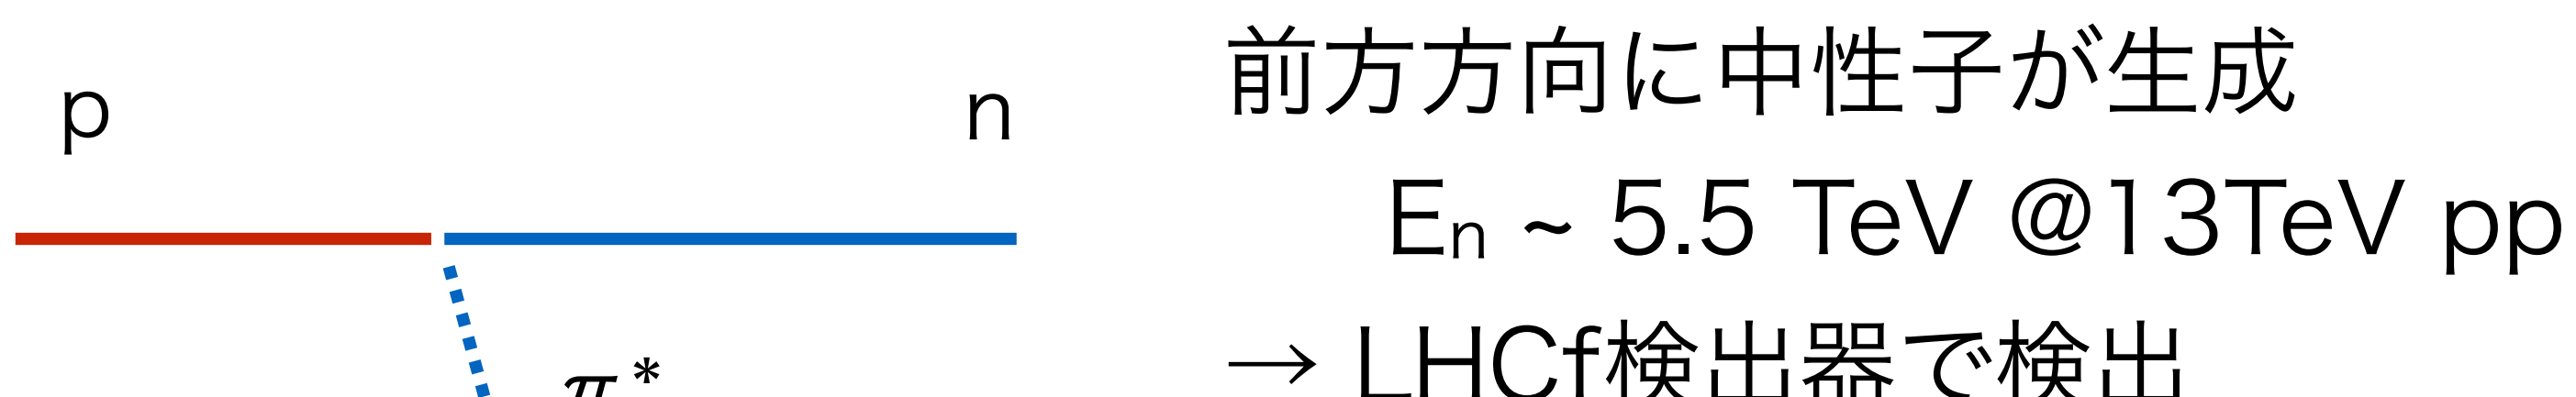 p
n
π*
前方方向に中性子が生成
En ~ 5.5 TeV @13TeV pp
→ LHCf検出器で検出